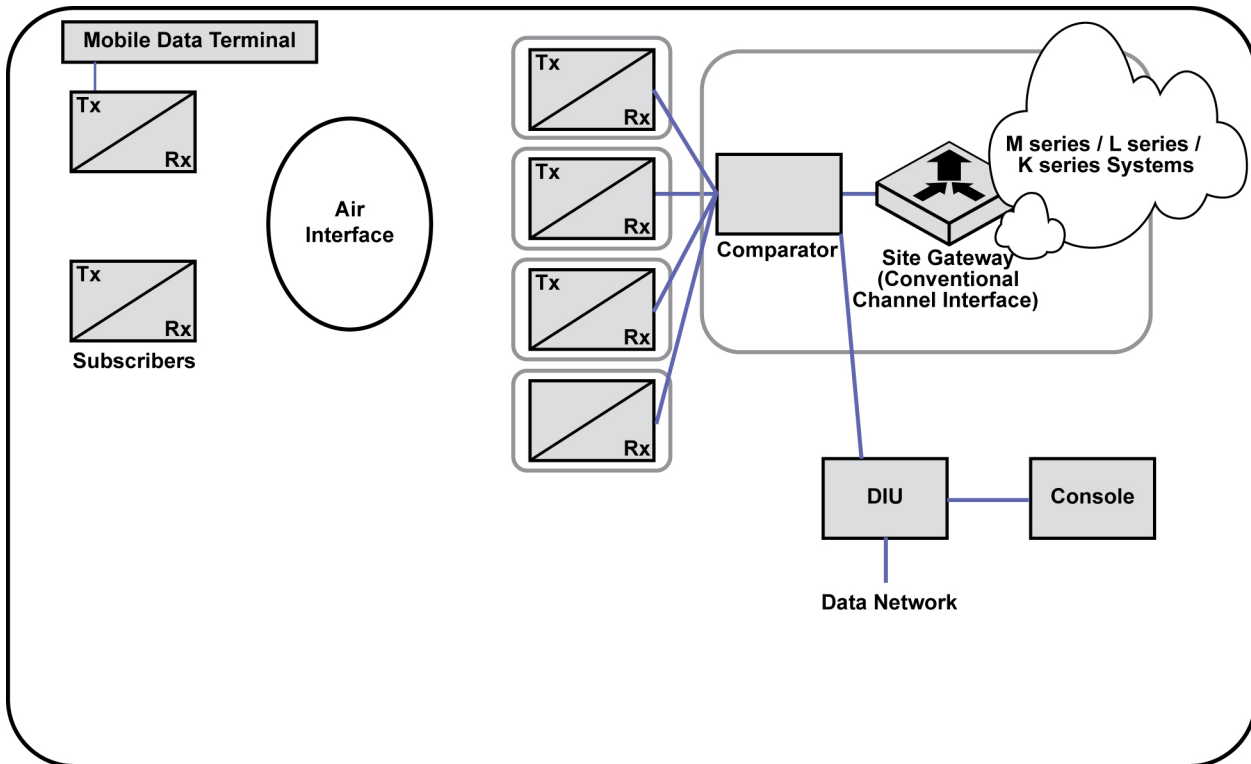 Mobile Data Terminal
Tx
Rx
Tx
Rx
Subscribers
Air
Interface
Tx
Rx
Tx
Rx
Tx
Rx
Rx
Comparator
Site Gateway
(Conventional
Channel Interface)
M series / L series /
K series Systems
DIU
Console
Data Network